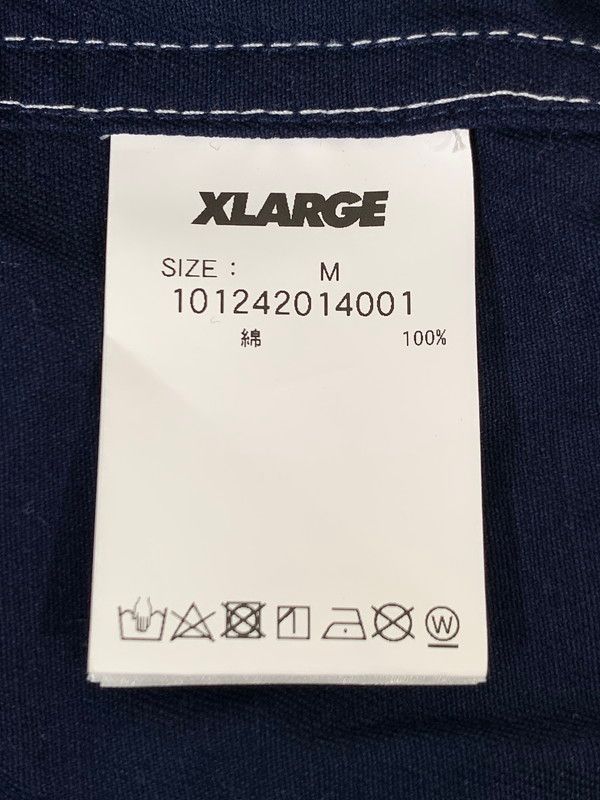 XLARGE
SIZE : M
101242014001
綿 100%
W